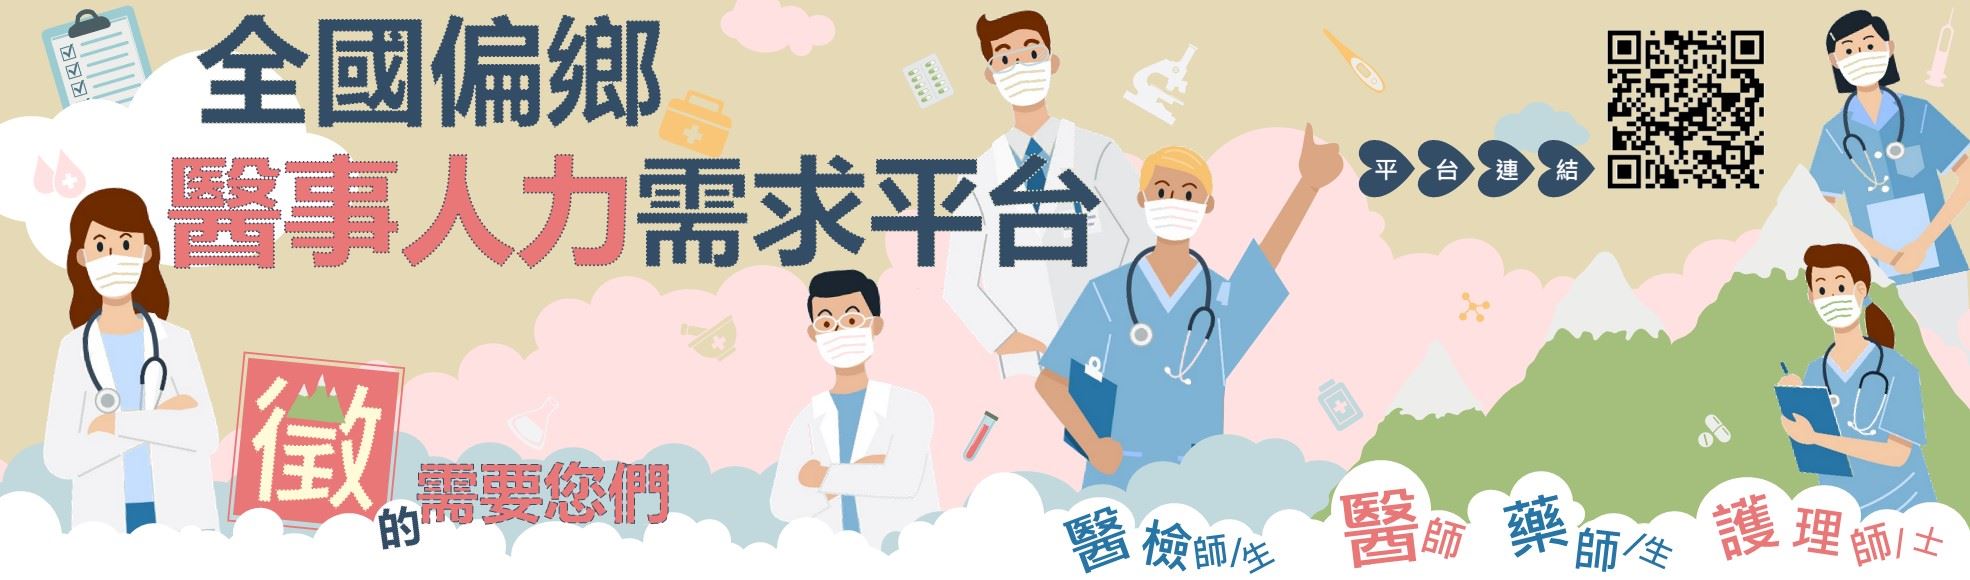 全國偏鄉
醫事人力需求平台
平台連結
徵
的需要您們
醫檢師/生
醫師
藥師/生
護理師/士